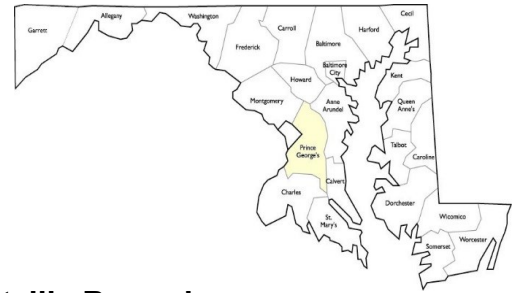 Cecil
Garrett
Allegany
Washington
Frederick
Carroll
Baltimore
Harford
Baltimore
City
Howard
Kent
Montgomery
Anne
Arundel
Queen
Anne's
Prince
George's
Talbot
Caroline
Calvert
Charles
St.
Mary's
Dorchester
Wicomico
Somerset
Worcester